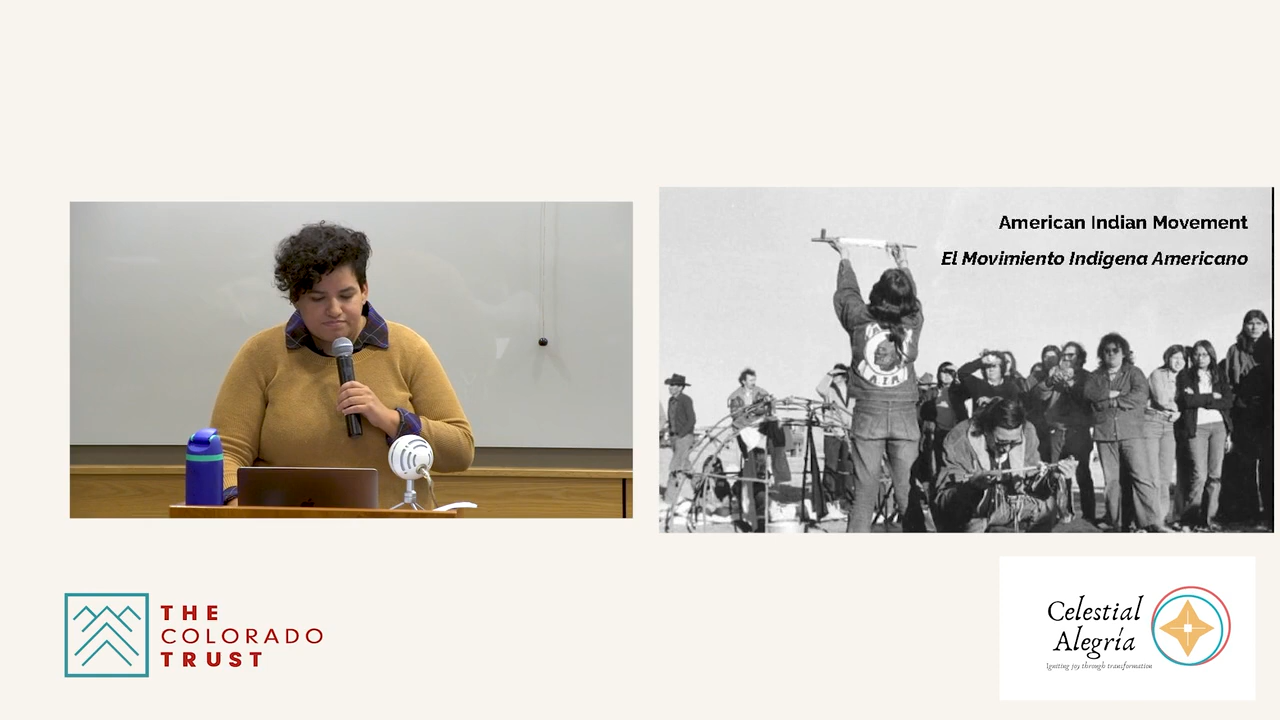 American Indian Movement
El Movimiento Indigena Americano
A.I.M.
THE
COLORADO
TRUST
Celestial
Alegría
Igniting joy through transformation